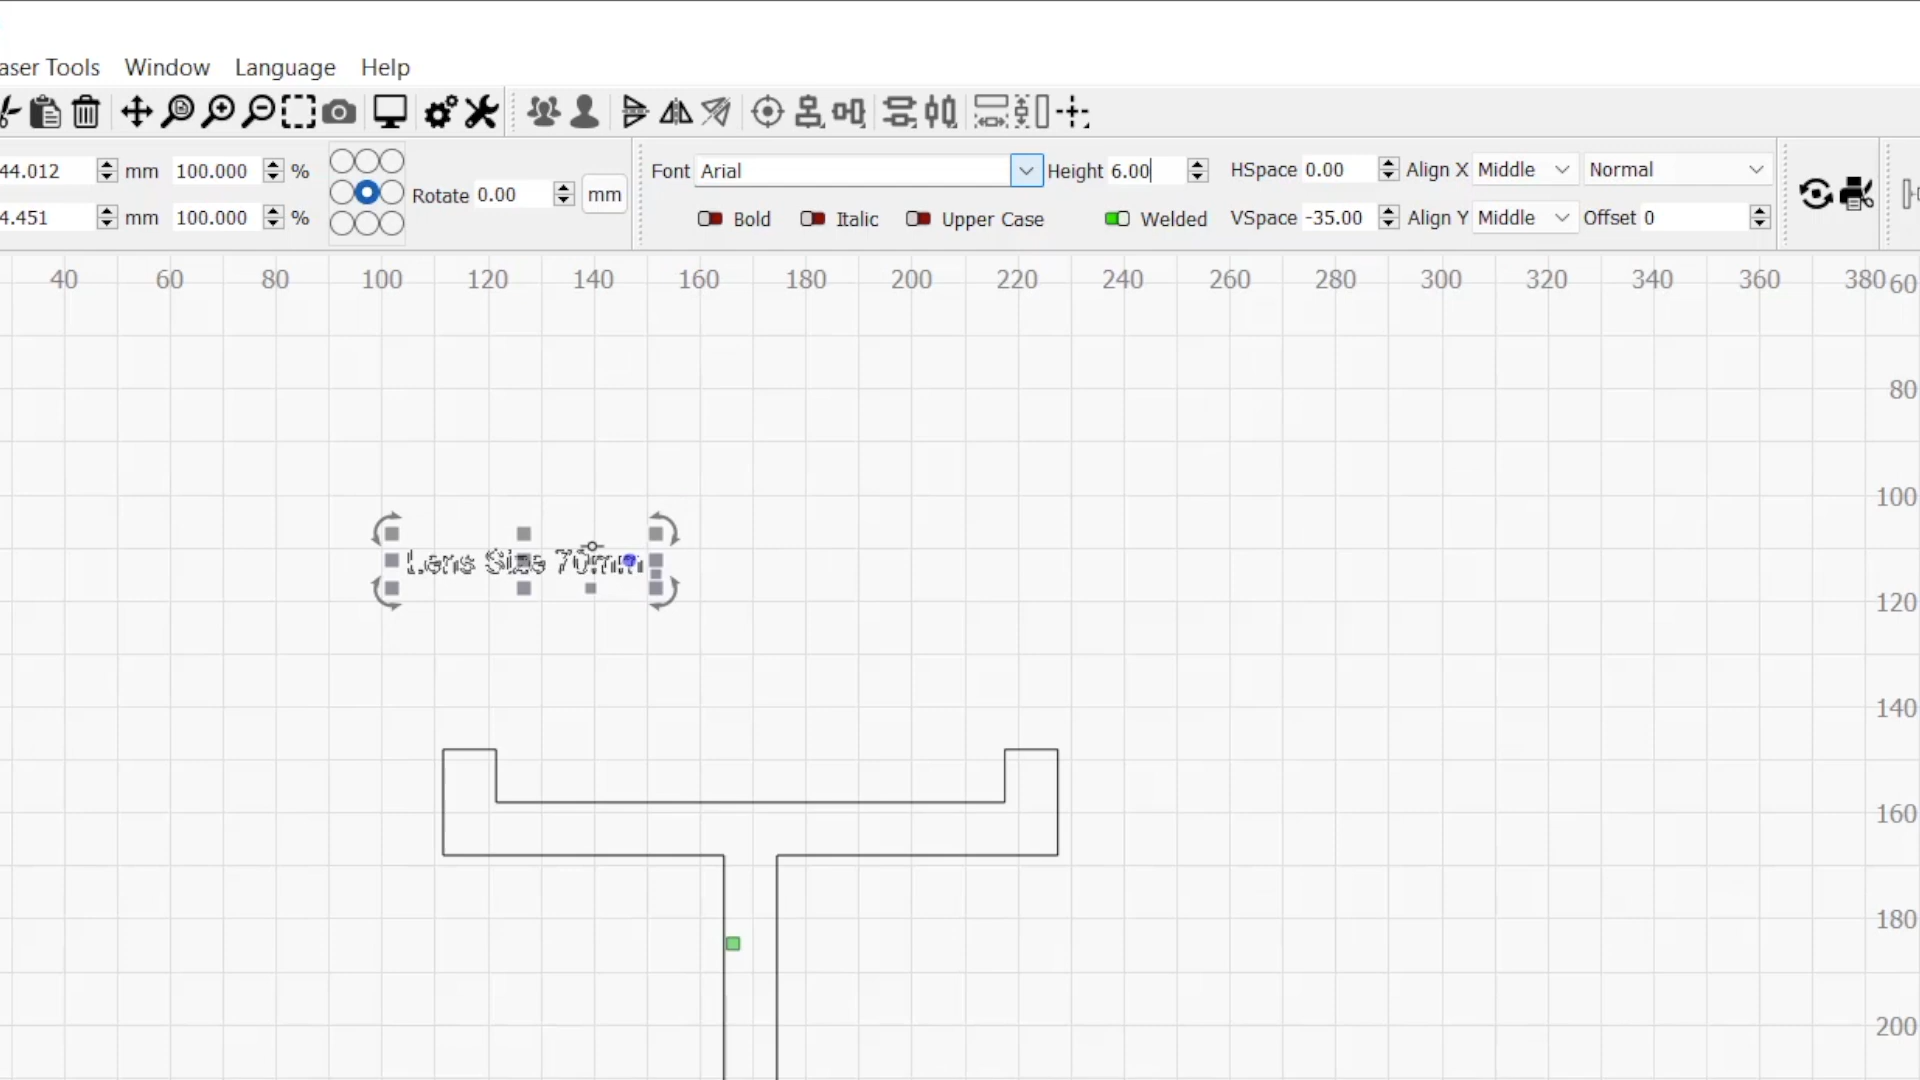 aser Tools Window Language Help
44.012 mm 100.000 % Rotate 0.00 mm Font Arial Height 6.00 HSpace 0.00 Align X Middle Normal
4.451 mm 100.000 % Bold Italic Upper Case Welded VSpace -35.00 Align Y Middle Offset 0
40 60 80 100 120 140 160 180 200 220 240 260 280 300 320 340 360 380 60
80
100
Lens Size 70mm
120
140
160
180
200